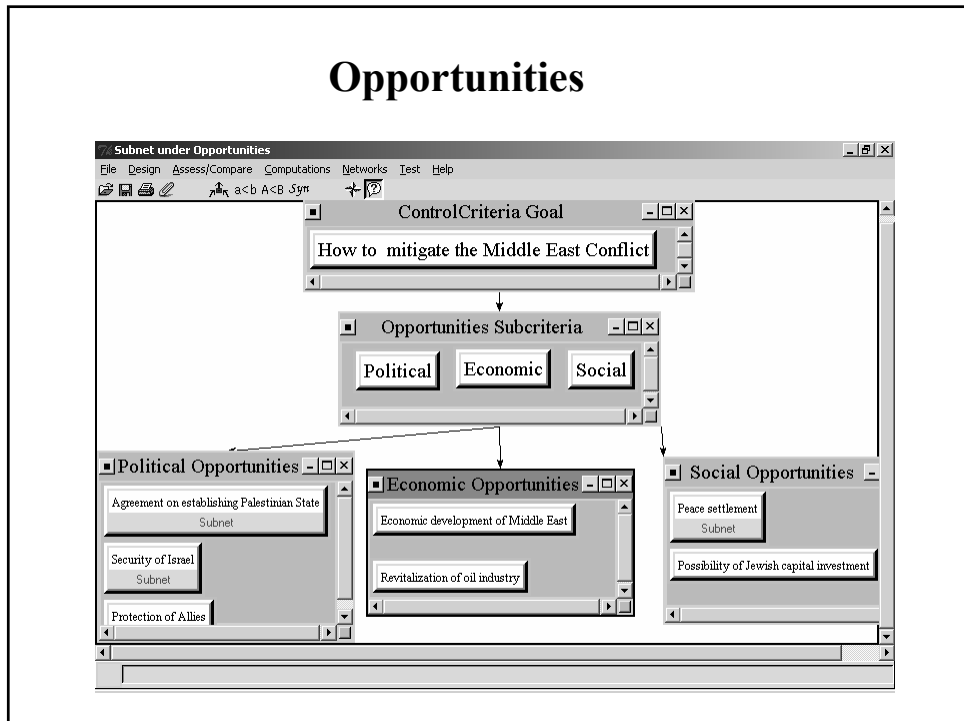 Opportunities
Subnet under Opportunities
File Design Assess/Compare Computations Networks Test Help
a<b A<B Syn
ControlCriteria Goal
How to mitigate the Middle East Conflict
Opportunities Subcriteria
Political Economic Social
Political Opportunities
Agreement on establishing Palestinian State
Subnet
Security of Israel
Subnet
Protection of Allies
Economic Opportunities
Economic development of Middle East
Revitalization of oil industry
Social Opportunities
Peace settlement
Subnet
Possibility of Jewish capital investment